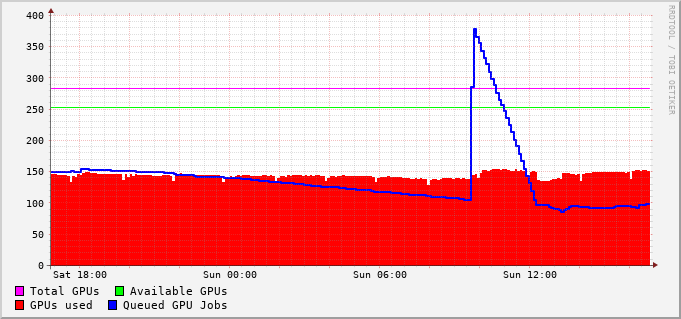 400
350
300
250
200
150
100
50
0
Sat 18:00 Sun 00:00 Sun 06:00 Sun 12:00
Total GPUs Available GPUs
GPUs used Queued GPU Jobs
RRDTOOL / TOBI OETIKER